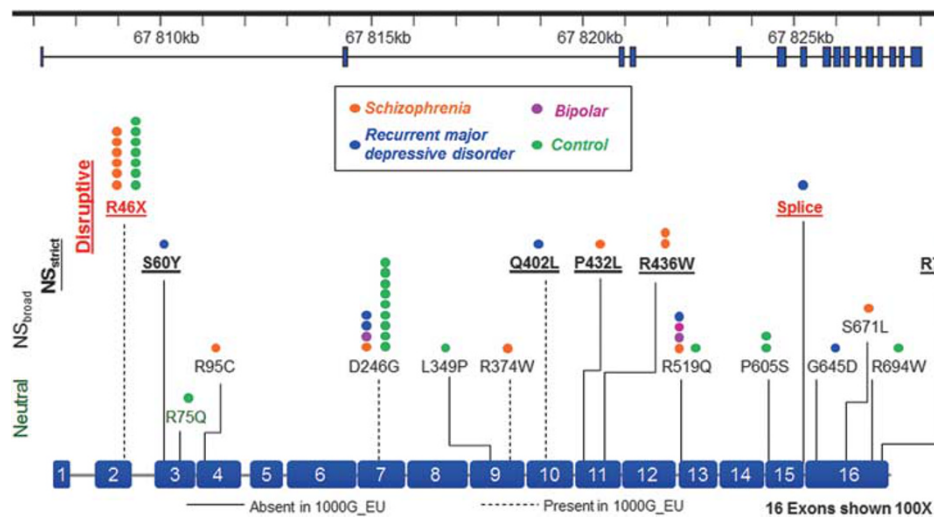 67 810kb 67 815kb 67 820kb 67 825kb
Schizophrenia Bipolar
Recurrent major
depressive disorder
Control
Disruptive
R46X
Splice
NSstrict
S60Y Q402L P432L R436W R7
NSbroad
R95C D246G L349P R374W R519Q P605S G645D S671L R694W
Neutral
R75Q
1 2 3 4 5 6 7 8 9 10 11 12 13 14 15 16
Absent in 1000G_EU Present in 1000G_EU 16 Exons shown 100X